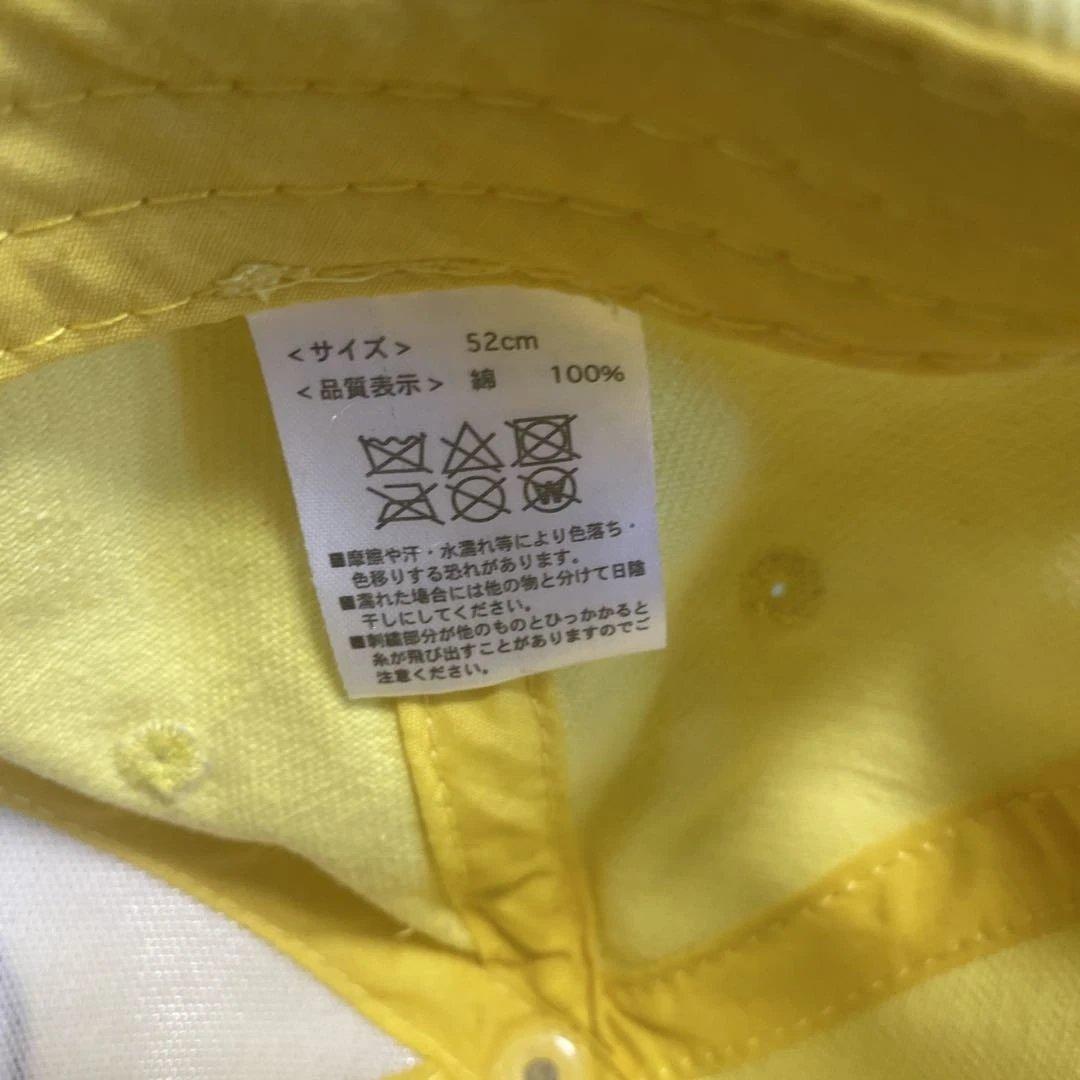 <サイズ> 52cm
<品質表示> 綿 100%
■摩擦や汗・水濡れ等により色落ち・
色移りする恐れがあります。
■濡れた場合には他の物と分けて日陰
干しにしてください。
■刺繍部分が他のものとひっかかると
糸が飛び出すことがありますのでご
注意ください。